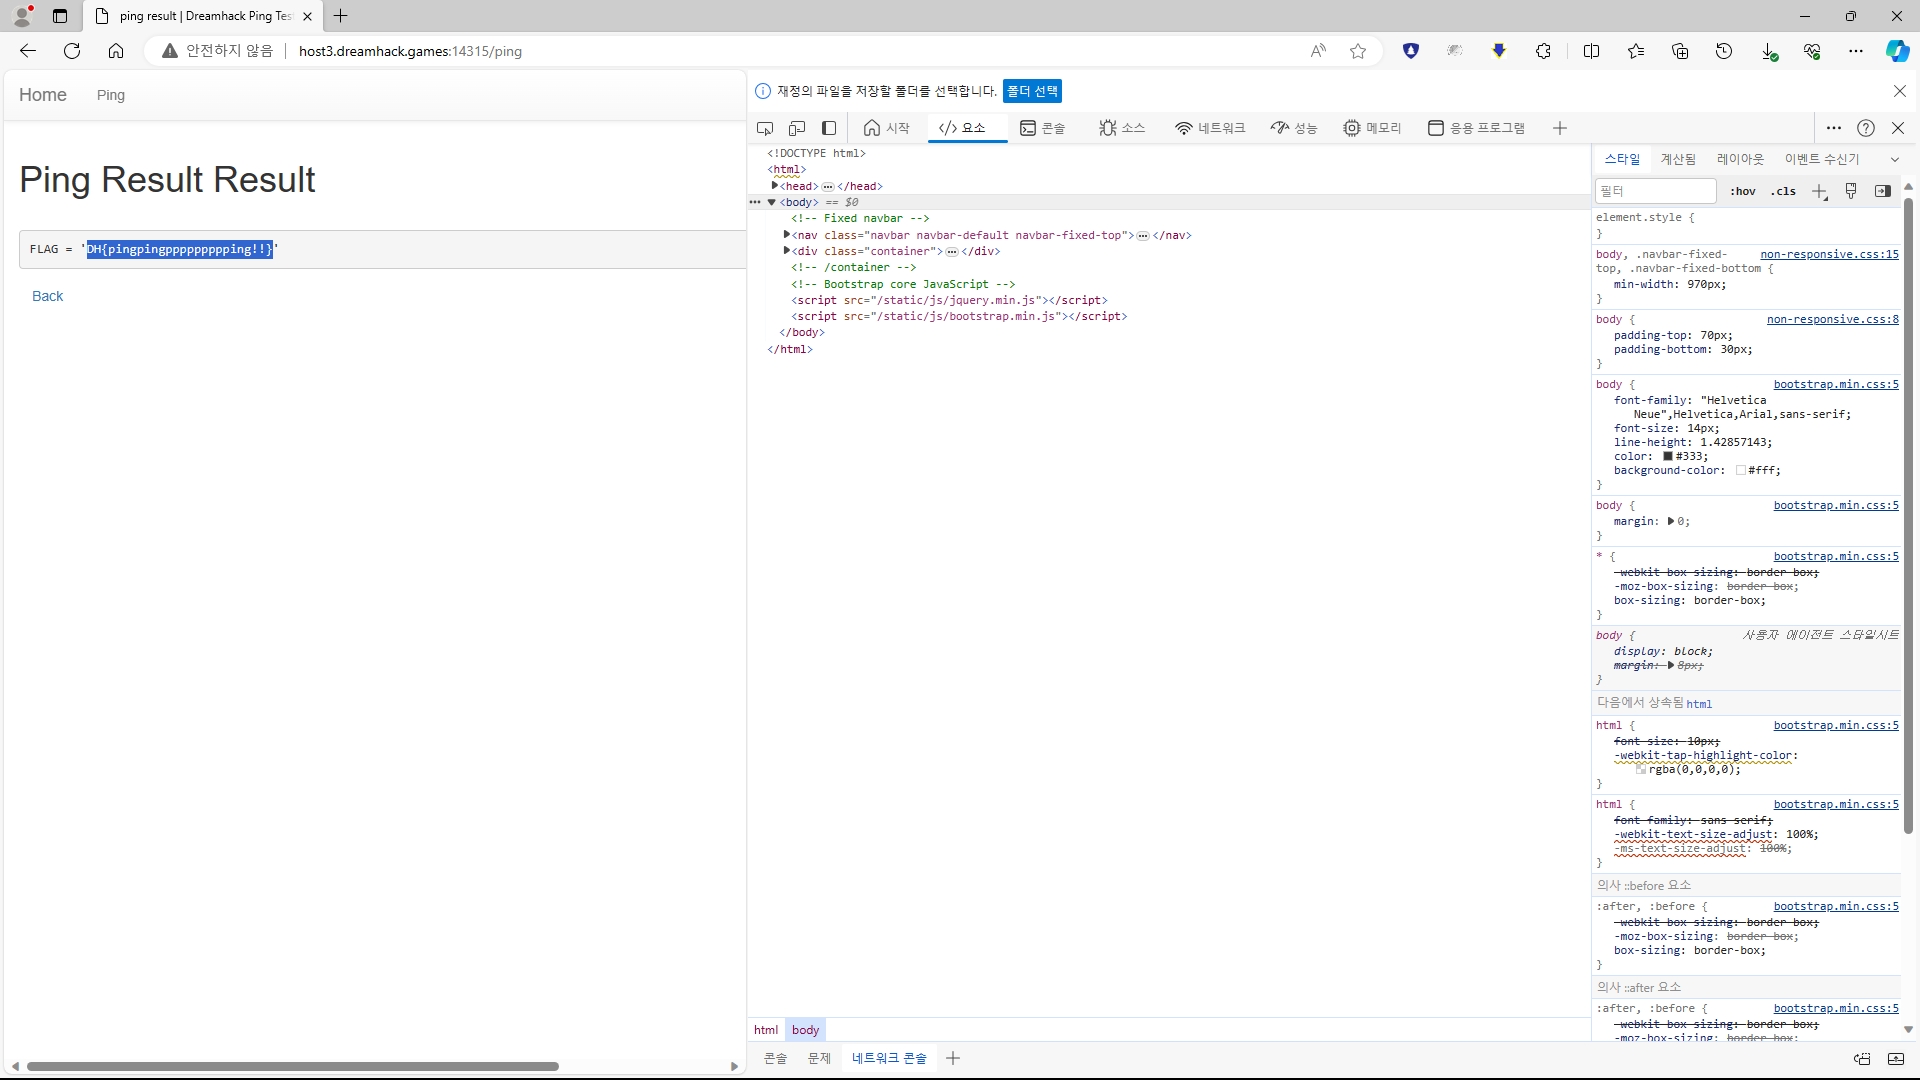 ping result | Dreamhack Ping Tes
안전하지 않음
host3.dreamhack.games:14315/ping
Home
Ping
Ping Result Result
FLAG = 'DH{pingpingppppppppping!!}'
Back
재정의 파일을 저장할 폴더를 선택합니다.
폴더 선택
시작
요소
콘솔
소스
네트워크
성능
메모리
응용 프로그램
<!DOCTYPE html>
<html>
<head> ··· </head>
··· <body> == $0
<!-- Fixed navbar -->
<nav class="navbar navbar-default navbar-fixed-top"> ··· </nav>
<div class="container"> ··· </div>
<!-- /container -->
<!-- Bootstrap core JavaScript -->
<script src="/static/js/jquery.min.js"></script>
<script src="/static/js/bootstrap.min.js"></script>
</body>
</html>
html
body
콘솔
문제
네트워크 콘솔
스타일
계산됨
레이아웃
이벤트 수신기
필터
:hov
.cls
element.style {
}
body, .navbar-fixed- non-responsive.css:15
top, .navbar-fixed-bottom {
min-width: 970px;
}
body { non-responsive.css:8
padding-top: 70px;
padding-bottom: 30px;
}
body { bootstrap.min.css:5
font-family: "Helvetica
Neue",Helvetica,Arial,sans-serif;
font-size: 14px;
line-height: 1.42857143;
color: #333;
background-color: #fff;
}
body { bootstrap.min.css:5
margin: 0;
}
* { bootstrap.min.css:5
-webkit-box-sizing: border-box;
-moz-box-sizing: border-box;
box-sizing: border-box;
}
body { 사용자 에이전트 스타일시트
display: block;
margin: 8px;
}
다음에서 상속됨 html
html { bootstrap.min.css:5
font-size: 10px;
-webkit-tap-highlight-color:
rgba(0,0,0,0);
}
html { bootstrap.min.css:5
font-family: sans-serif;
-webkit-text-size-adjust: 100%;
-ms-text-size-adjust: 100%;
}
의사 ::before 요소
:after, :before { bootstrap.min.css:5
-webkit-box-sizing: border-box;
-moz-box-sizing: border-box;
box-sizing: border-box;
}
의사 ::after 요소
:after, :before { bootstrap.min.css:5
-webkit-box-sizing: border-box;
-moz-box-sizing: border-box;